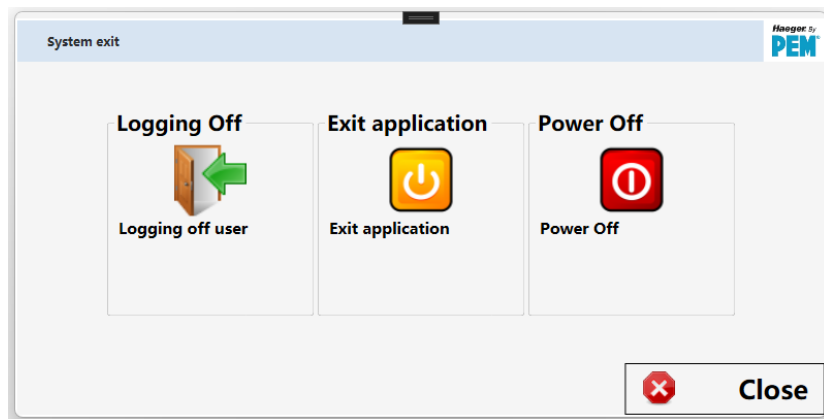 System exit
Haeger. By
PEM®
Logging Off
Exit application
Power Off
Logging off user
Exit application
Power Off
Close